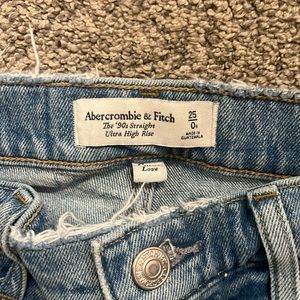 Abercrombie & Fitch
The '90s Straight
Ultra High Rise
25
0R
MADE IN
GUATEMALA
Love